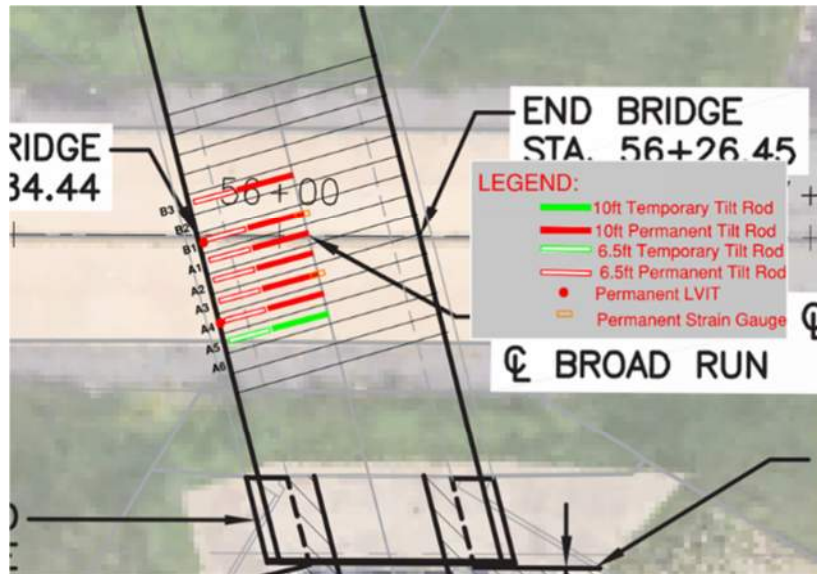 END BRIDGE
STA. 56+26.45
RIDGE
34.44
56+00
LEGEND:
10ft Temporary Tilt Rod
10ft Permanent Tilt Rod
6.5ft Temporary Tilt Rod
6.5ft Permanent Tilt Rod
Permanent LVIT
Permanent Strain Gauge
B3
B2
B1
A1
A2
A3
A4
A5
A6
℄
℄ BROAD RUN